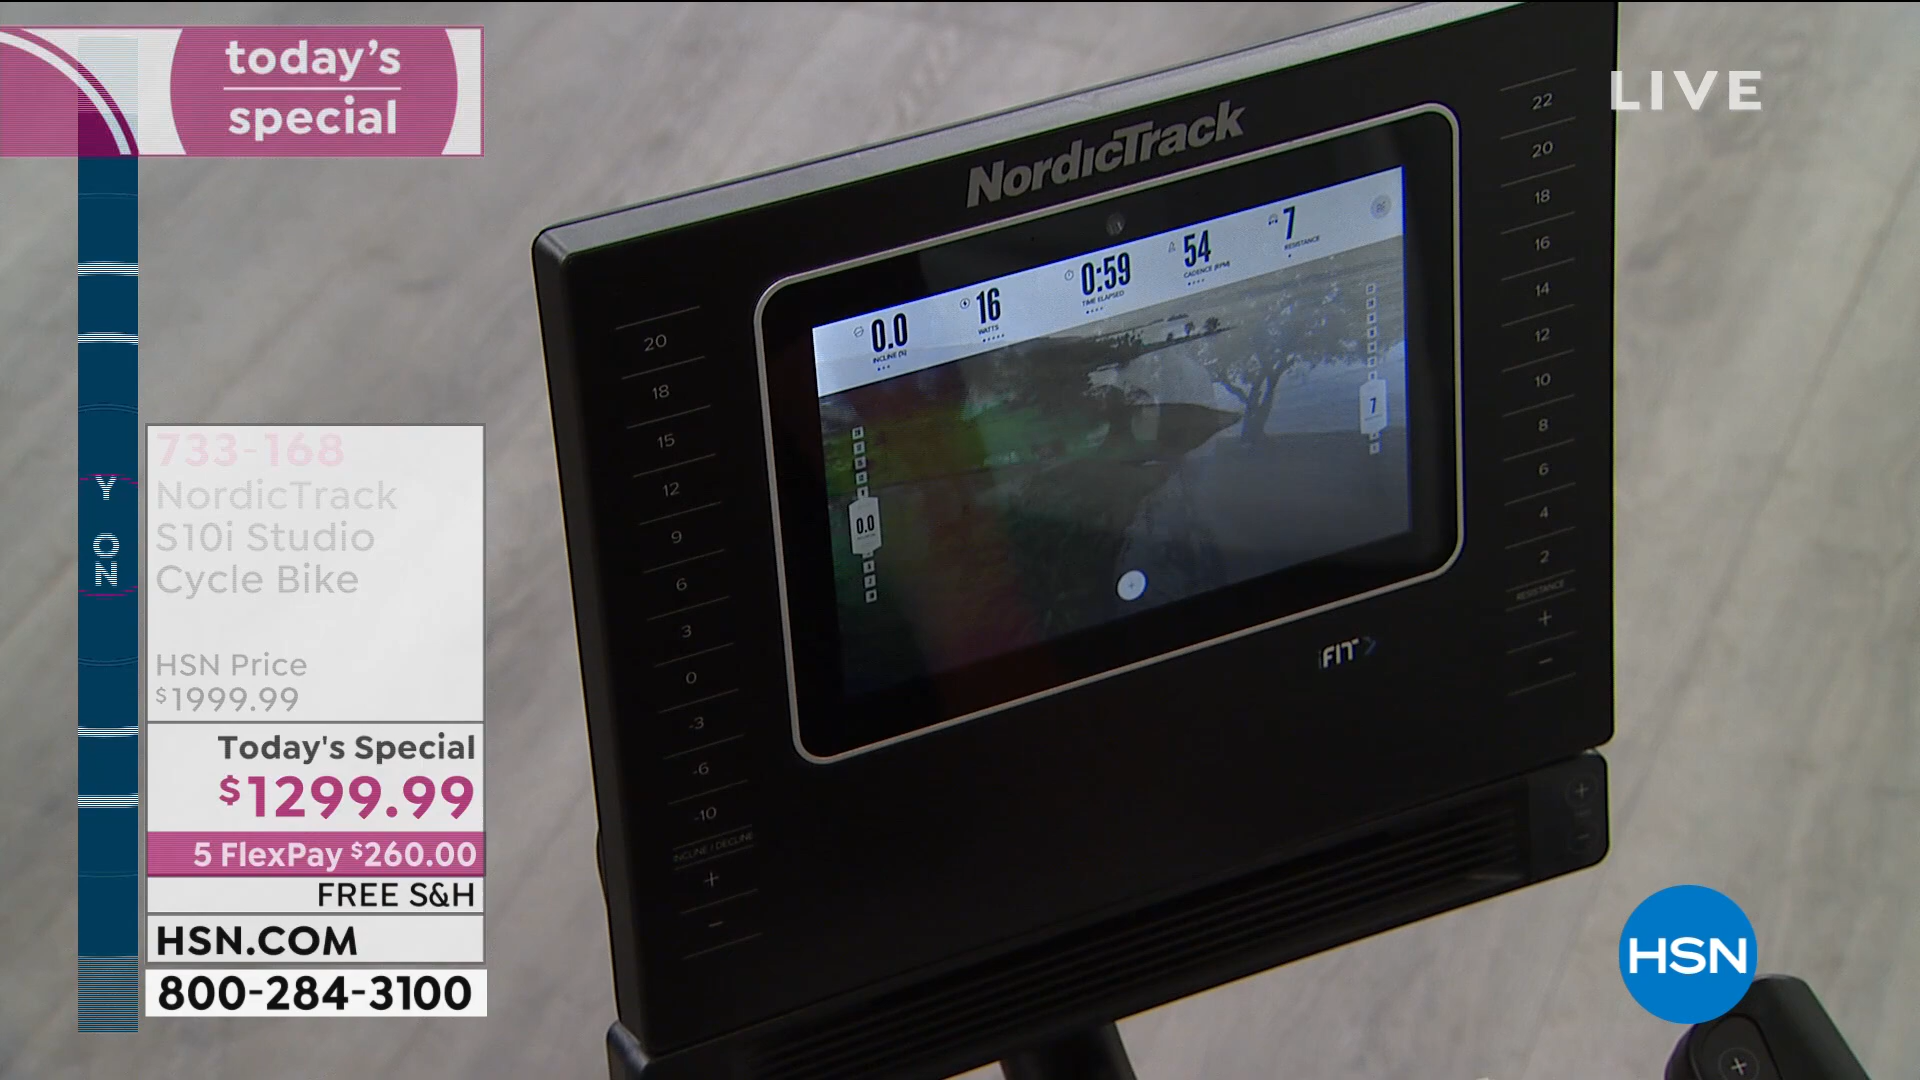 today's
special
LIVE
Y
O
N
733-168
NordicTrack
S10i Studio
Cycle Bike
HSN Price
$1999.99
Today's Special
$1299.99
5 FlexPay $260.00
FREE S&H
HSN.COM
800-284-3100
NordicTrack
0.0
INCLINE (%)
16
WATTS
0:59
TIME ELAPSED
54
CADENCE (RPM)
7
RESISTANCE
0.0
7
iFIT
20
18
15
12
9
6
3
0
-3
-6
-10
INCLINE / DECLINE
+
-
22
20
18
16
14
12
10
8
6
4
2
RESISTANCE
+
-
+
-
HSN
+